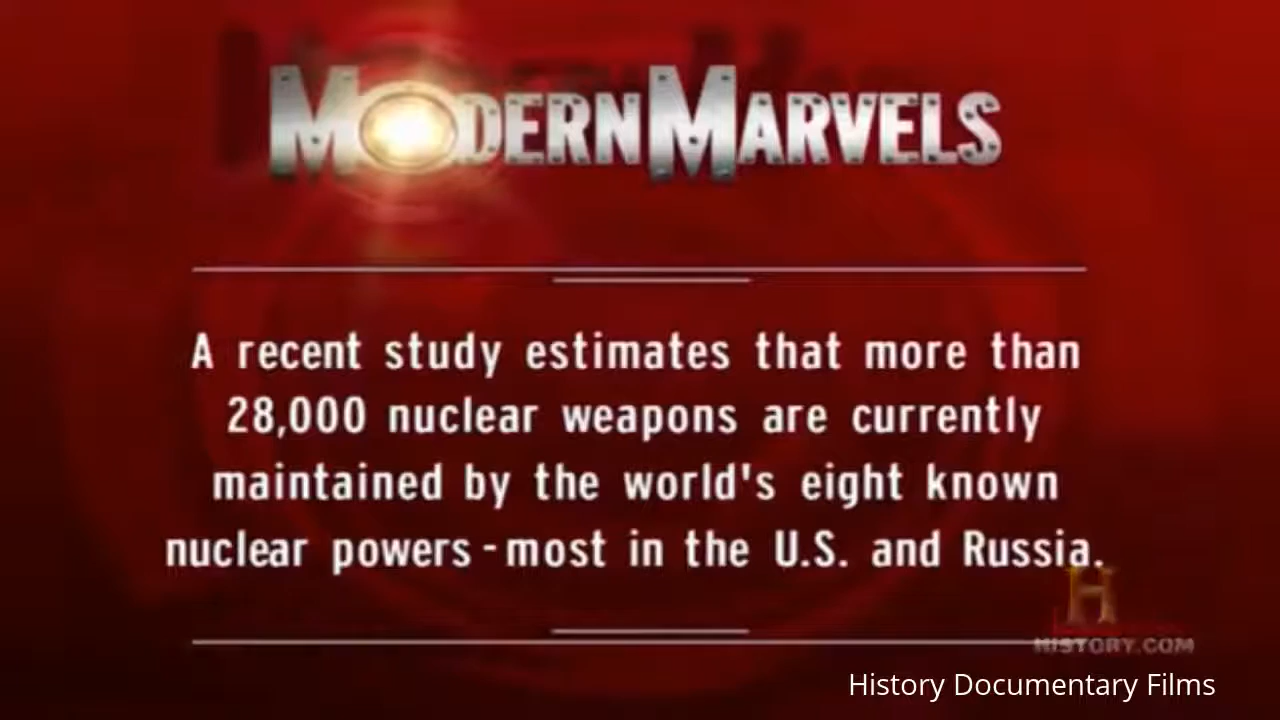 MODERN MARVELS
A recent study estimates that more than
28,000 nuclear weapons are currently
maintained by the world's eight known
nuclear powers - most in the U.S. and Russia.
H
HISTORY.COM
History Documentary Films